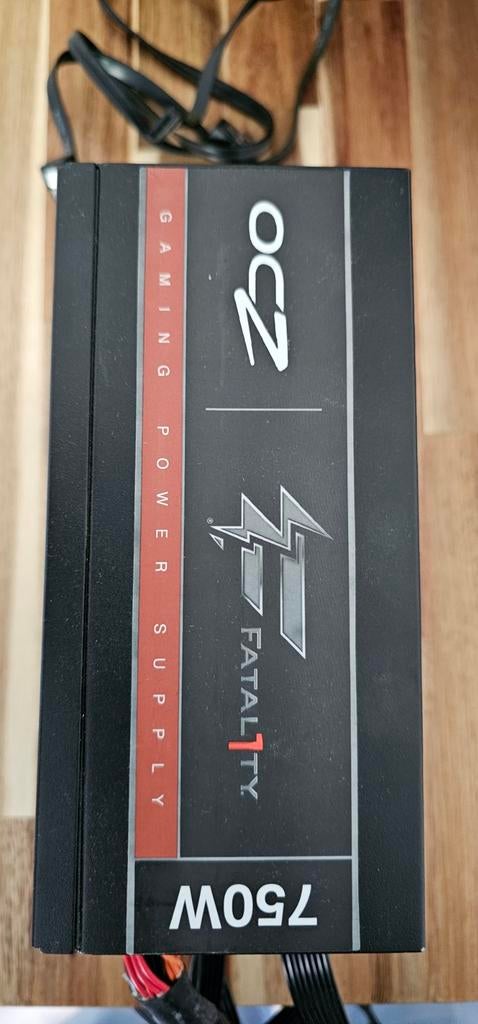 OCZ
®
FATAL1TY.
GAMING POWER SUPPLY
750W